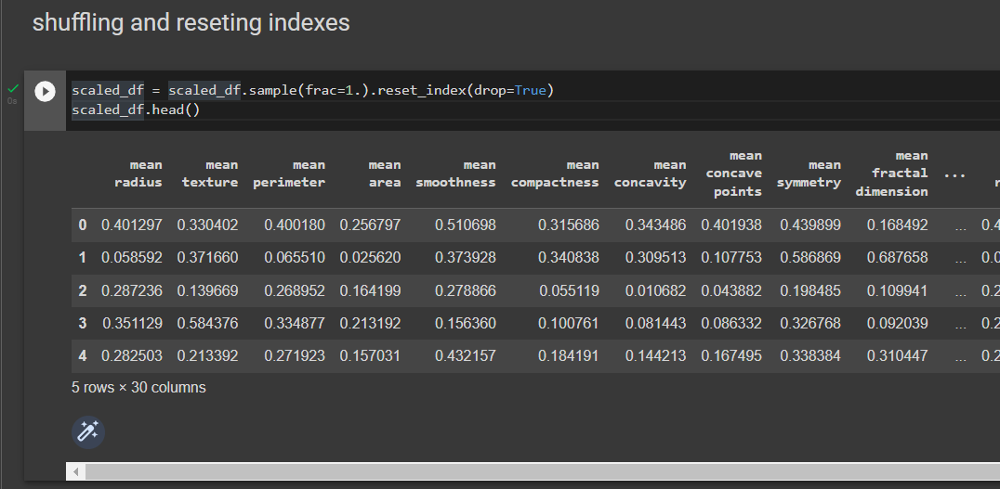 shuffling and reseting indexes
0s
scaled_df = scaled_df.sample(frac=1.).reset_index(drop=True)
scaled_df.head()
mean radius mean texture mean perimeter mean area mean smoothness mean compactness mean concavity mean concave points mean symmetry mean fractal dimension ... r
0 0.401297 0.330402 0.400180 0.256797 0.510698 0.315686 0.343486 0.401938 0.439899 0.168492 ... 0.4
1 0.058592 0.371660 0.065510 0.025620 0.373928 0.340838 0.309513 0.107753 0.586869 0.687658 ... 0.0
2 0.287236 0.139669 0.268952 0.164199 0.278866 0.055119 0.010682 0.043882 0.198485 0.109941 ... 0.2
3 0.351129 0.584376 0.334877 0.213192 0.156360 0.100761 0.081443 0.086332 0.326768 0.092039 ... 0.2
4 0.282503 0.213392 0.271923 0.157031 0.432157 0.184191 0.144213 0.167495 0.338384 0.310447 ... 0.2
5 rows × 30 columns